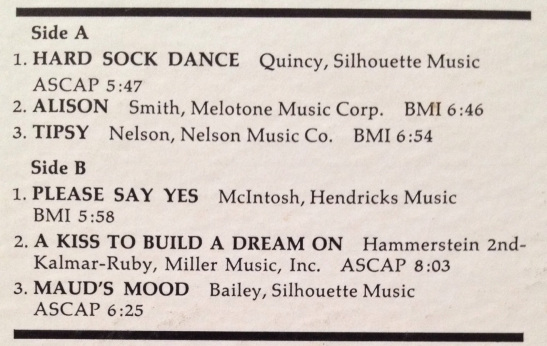 Side A
1. HARD SOCK DANCE Quincy, Silhouette Music
ASCAP 5:47
2. ALISON Smith, Melotone Music Corp. BMI 6:46
3. TIPSY Nelson, Nelson Music Co. BMI 6:54
Side B
1. PLEASE SAY YES McIntosh, Hendricks Music
BMI 5:58
2. A KISS TO BUILD A DREAM ON Hammerstein 2nd-
Kalmar-Ruby, Miller Music, Inc. ASCAP 8:03
3. MAUD'S MOOD Bailey, Silhouette Music
ASCAP 6:25